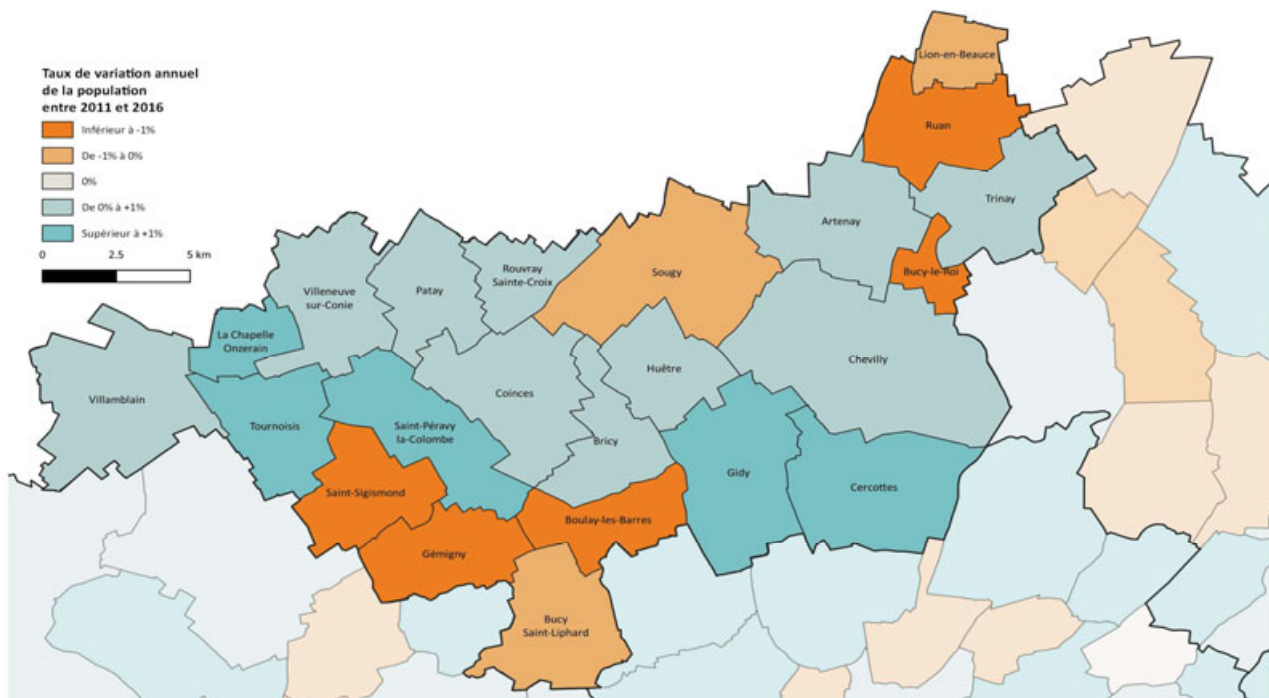 Taux de variation annuel
de la population
entre 2011 et 2016
Inférieur à -1%
De -1% à 0%
0%
De 0% à +1%
Supérieur à +1%
0 2.5 5 km
Lion-en-Beauce
Ruan
Trinay
Artenay
Bucy-le-Roi
Sougy
Rouvray
Sainte-Croix
Patay
Villeneuve
sur-Conie
La Chapelle
Onzerain
Villamblain
Tournoisis
Saint-Péravy
la-Colombe
Coinces
Huêtre
Chevilly
Bricy
Gidy
Cercottes
Saint-Sigismond
Boulay-les-Barres
Gémigny
Bucy
Saint-Liphard